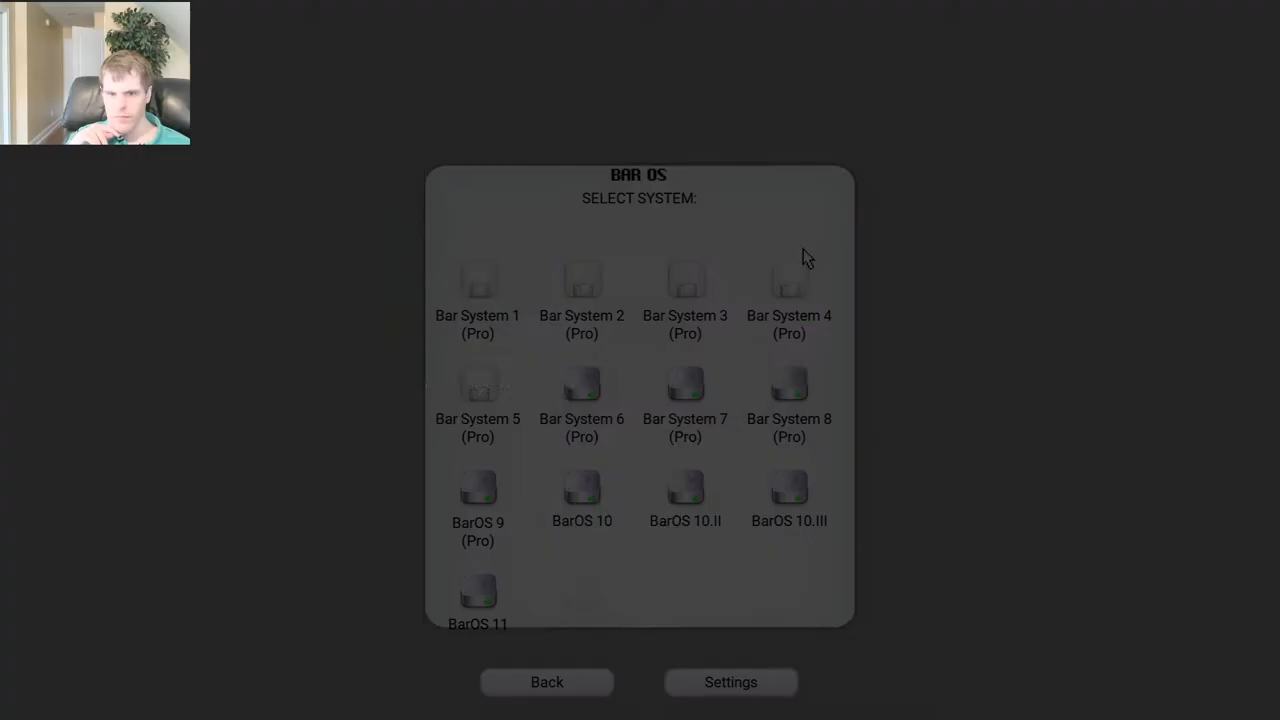 BAR OS
SELECT SYSTEM:
Bar System 1 (Pro)
Bar System 2 (Pro)
Bar System 3 (Pro)
Bar System 4 (Pro)
Bar System 5 (Pro)
Bar System 6 (Pro)
Bar System 7 (Pro)
Bar System 8 (Pro)
BarOS 9 (Pro)
BarOS 10
BarOS 10.II
BarOS 10.III
BarOS 11
Back
Settings